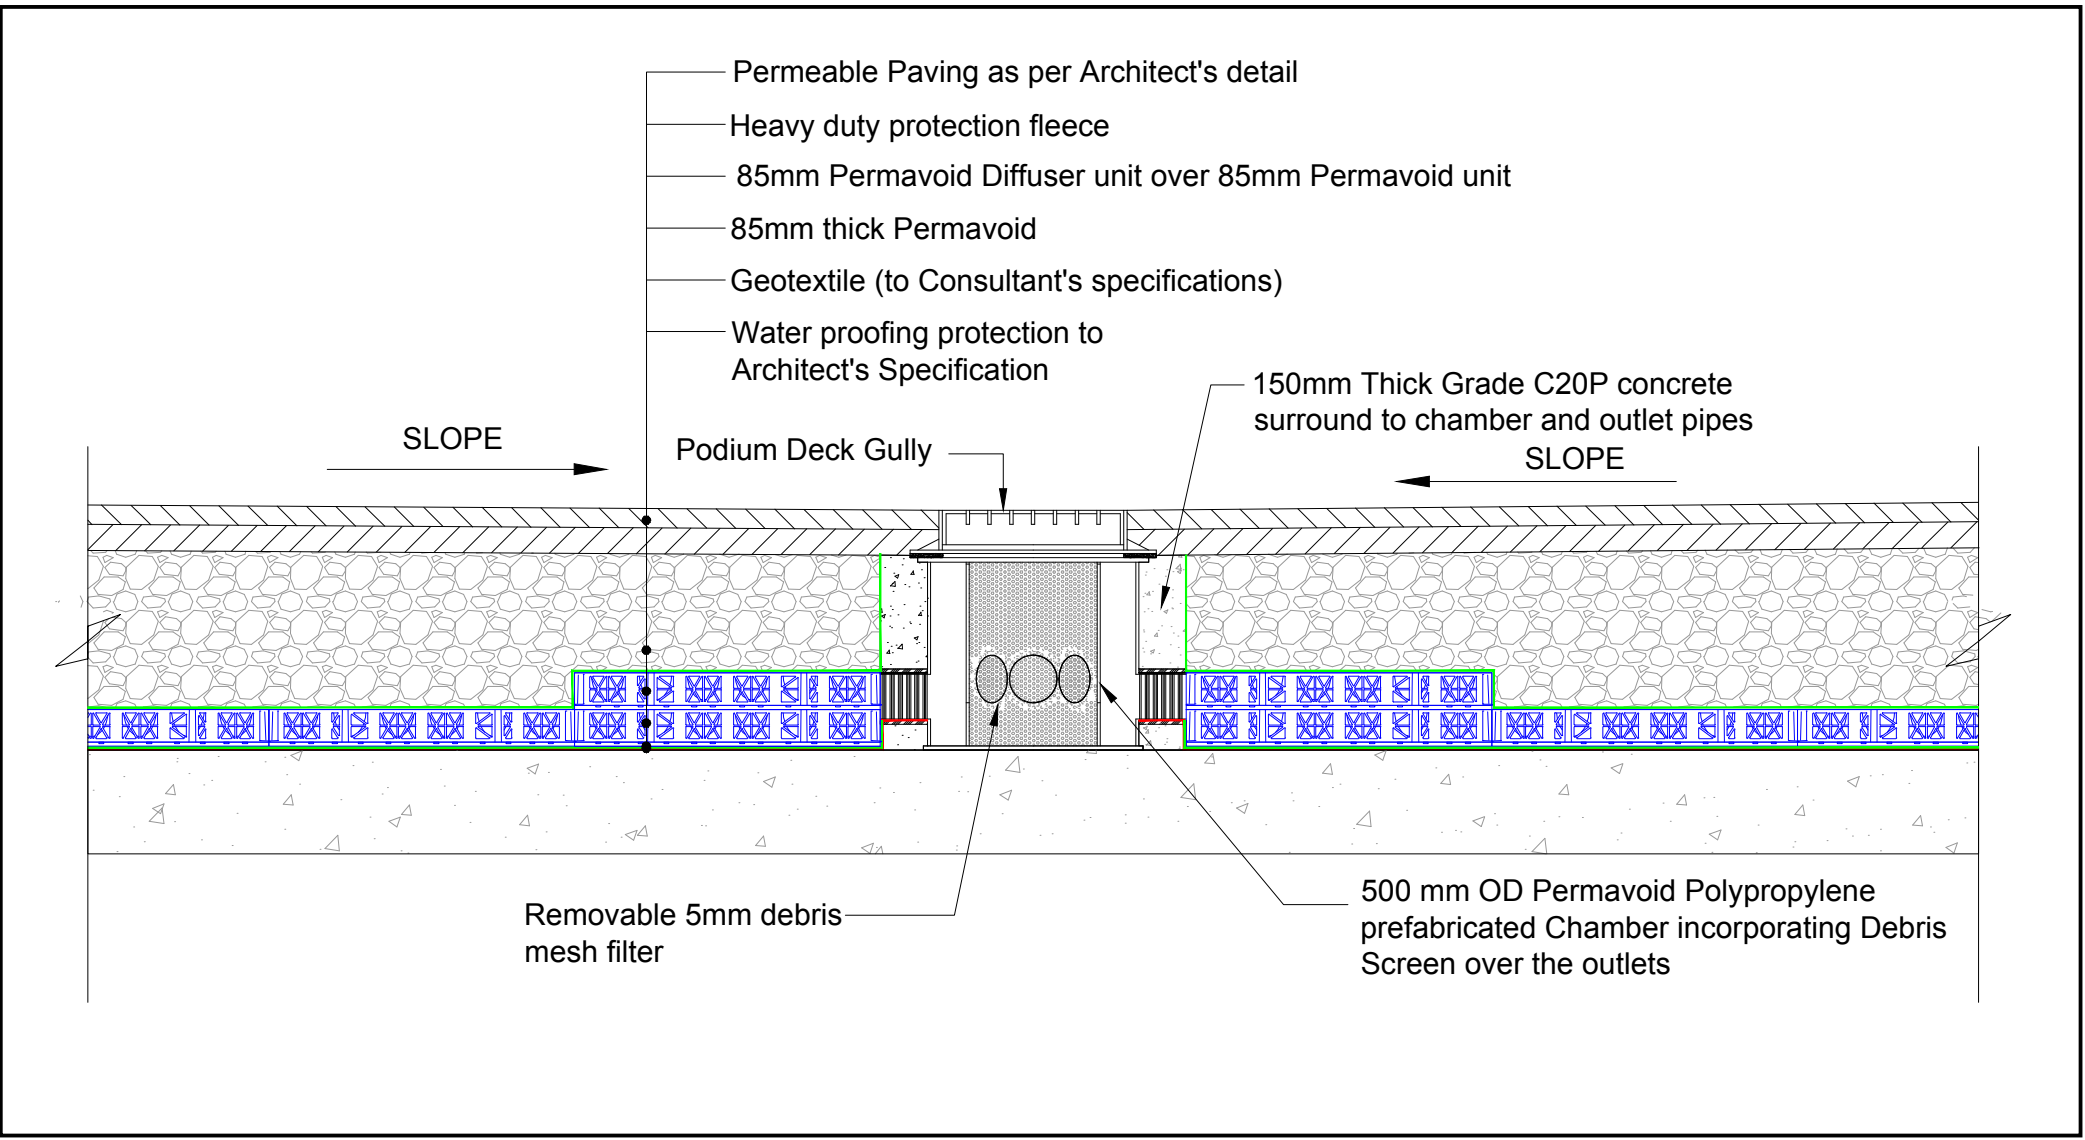 Permeable Paving as per Architect's detail
Heavy duty protection fleece
85mm Permavoid Diffuser unit over 85mm Permavoid unit
85mm thick Permavoid
Geotextile (to Consultant's specifications)
Water proofing protection to
Architect's Specification
150mm Thick Grade C20P concrete
surround to chamber and outlet pipes
SLOPE
Podium Deck Gully
SLOPE
Removable 5mm debris
mesh filter
500 mm OD Permavoid Polypropylene
prefabricated Chamber incorporating Debris
Screen over the outlets